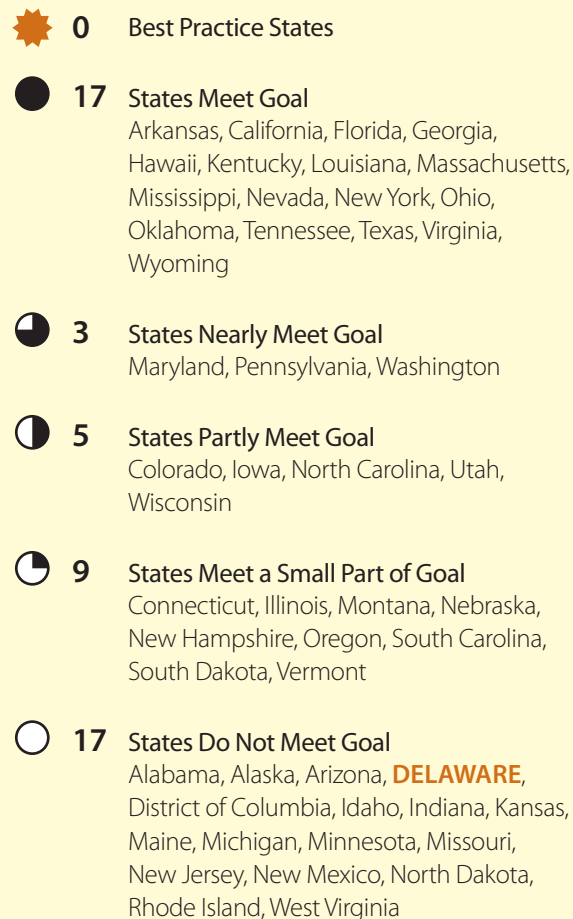 0 Best Practice States
17 States Meet Goal
Arkansas, California, Florida, Georgia,
Hawaii, Kentucky, Louisiana, Massachusetts,
Mississippi, Nevada, New York, Ohio,
Oklahoma, Tennessee, Texas, Virginia,
Wyoming
3 States Nearly Meet Goal
Maryland, Pennsylvania, Washington
5 States Partly Meet Goal
Colorado, Iowa, North Carolina, Utah,
Wisconsin
9 States Meet a Small Part of Goal
Connecticut, Illinois, Montana, Nebraska,
New Hampshire, Oregon, South Carolina,
South Dakota, Vermont
17 States Do Not Meet Goal
Alabama, Alaska, Arizona, DELAWARE,
District of Columbia, Idaho, Indiana, Kansas,
Maine, Michigan, Minnesota, Missouri,
New Jersey, New Mexico, North Dakota,
Rhode Island, West Virginia